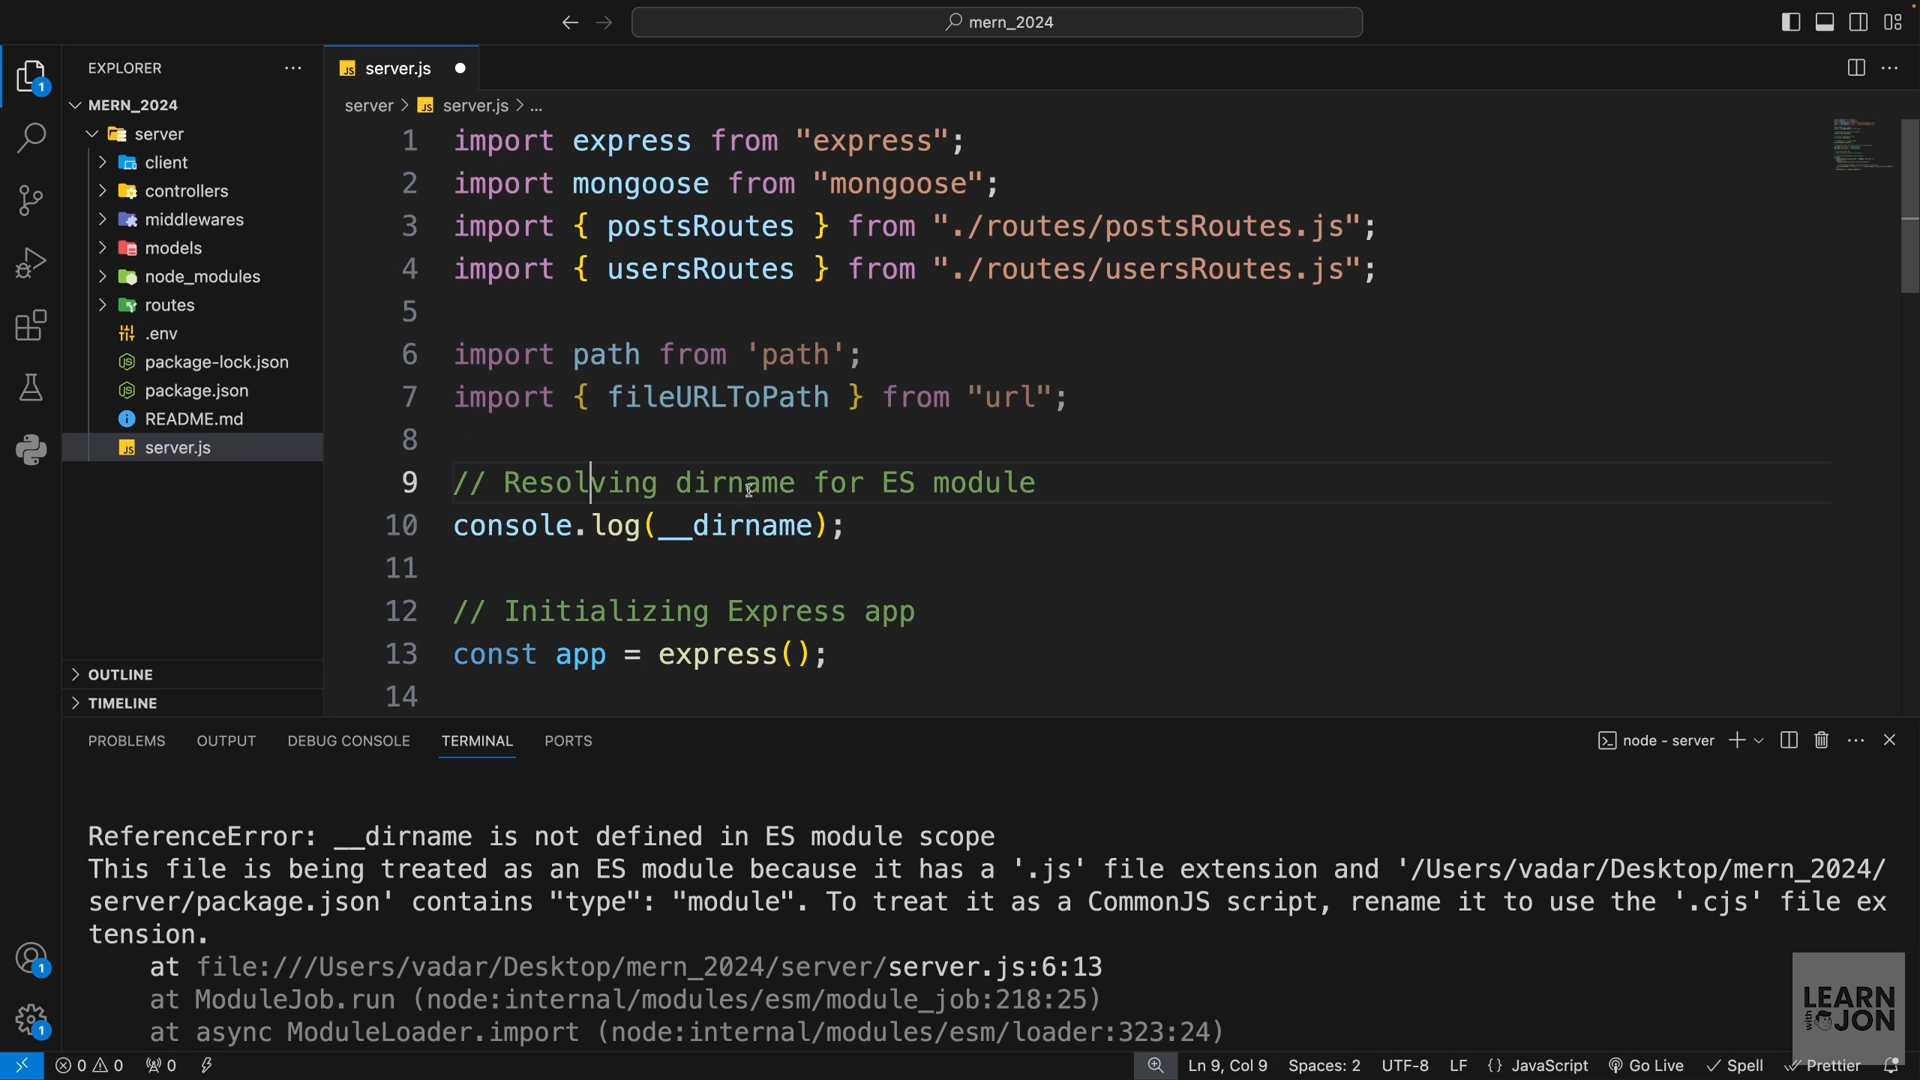 mern_2024
EXPLORER
1
MERN_2024
server
client
controllers
middlewares
models
node_modules
routes
.env
package-lock.json
package.json
README.md
server.js
OUTLINE
TIMELINE
JS server.js
server > JS server.js > ...
1 import express from "express";
2 import mongoose from "mongoose";
3 import { postsRoutes } from "./routes/postsRoutes.js";
4 import { usersRoutes } from "./routes/usersRoutes.js";
5
6 import path from 'path';
7 import { fileURLToPath } from "url";
8
9 // Resolving dirname for ES module
10 console.log(__dirname);
11
12 // Initializing Express app
13 const app = express();
14
PROBLEMS OUTPUT DEBUG CONSOLE TERMINAL PORTS
node - server
ReferenceError: __dirname is not defined in ES module scope
This file is being treated as an ES module because it has a '.js' file extension and '/Users/vadar/Desktop/mern_2024/
server/package.json' contains "type": "module". To treat it as a CommonJS script, rename it to use the '.cjs' file ex
tension.
at file:///Users/vadar/Desktop/mern_2024/server/server.js:6:13
at ModuleJob.run (node:internal/modules/esm/module_job:218:25)
at async ModuleLoader.import (node:internal/modules/esm/loader:323:24)
1
1
LEARN
with JON
0 0 0
Ln 9, Col 9 Spaces: 2 UTF-8 LF {} JavaScript Go Live Spell Prettier